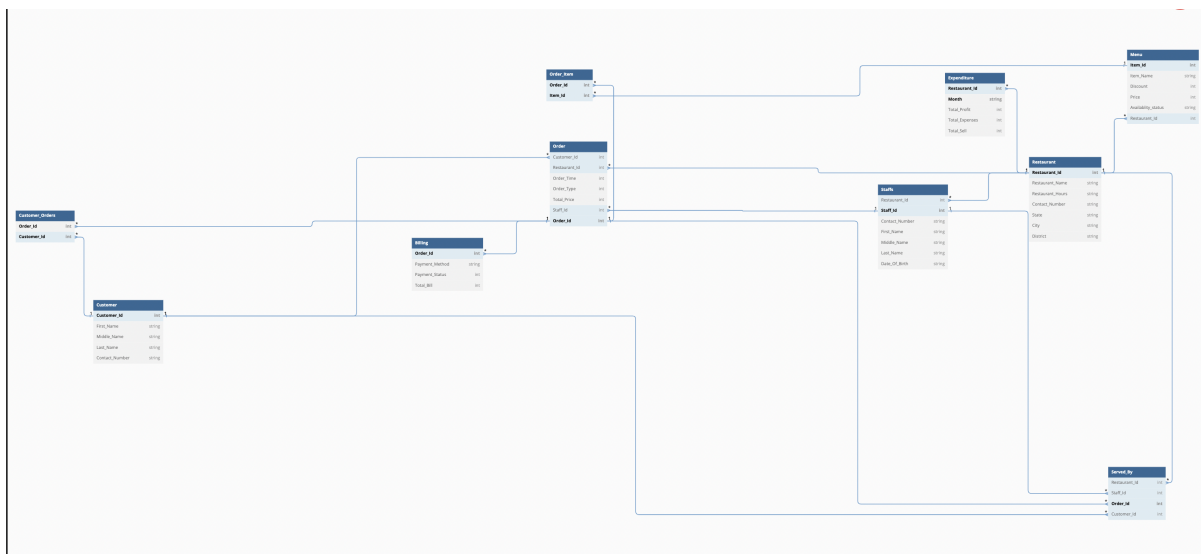 Menu
Item_Id int
Item_Name string
Discount int
Price int
Availability_status string
Restaurant_Id int
Order_Item
Order_Id int
Item_Id int
Expenditure
Restaurant_Id int
Month string
Total_Profit int
Total_Expenses int
Total_Sell int
Order
Customer_Id int
Restaurant_Id int
Order_Time int
Order_Type int
Total_Price int
Staff_Id int
Order_Id int
Restaurant
Restaurant_Id int
Restaurant_Name string
Restaurant_Hours string
Contact_Number string
State string
City string
District string
Staffs
Restaurant_Id int
Staff_Id int
Contact_Number string
First_Name string
Middle_Name string
Last_Name string
Date_Of_Birth string
Customer_Orders
Order_Id int
Customer_Id int
Billing
Order_Id int
Payment_Method string
Payment_Status int
Total_Bill int
Customer
Customer_Id int
First_Name string
Middle_Name string
Last_Name string
Contact_Number string
Served_By
Restaurant_Id int
Staff_Id int
Order_Id int
Customer_Id int